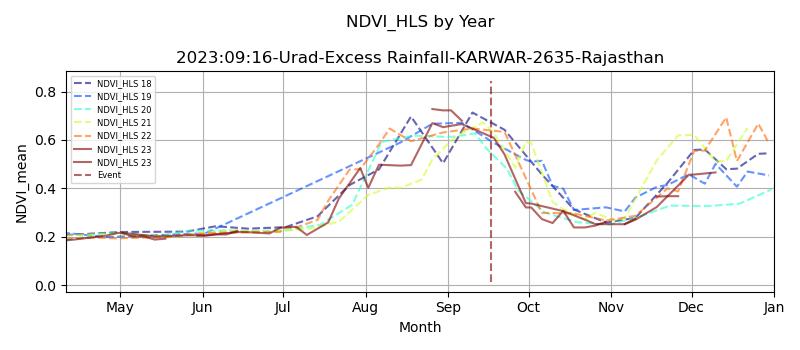 NDVI_HLS by Year
2023:09:16-Urad-Excess Rainfall-KARWAR-2635-Rajasthan
NDVI_HLS 18
NDVI_HLS 19
NDVI_HLS 20
NDVI_HLS 21
NDVI_HLS 22
NDVI_HLS 23
NDVI_HLS 23
Event
NDVI_mean
0.8
0.6
0.4
0.2
0.0
May Jun Jul Aug Sep Oct Nov Dec Jan
Month